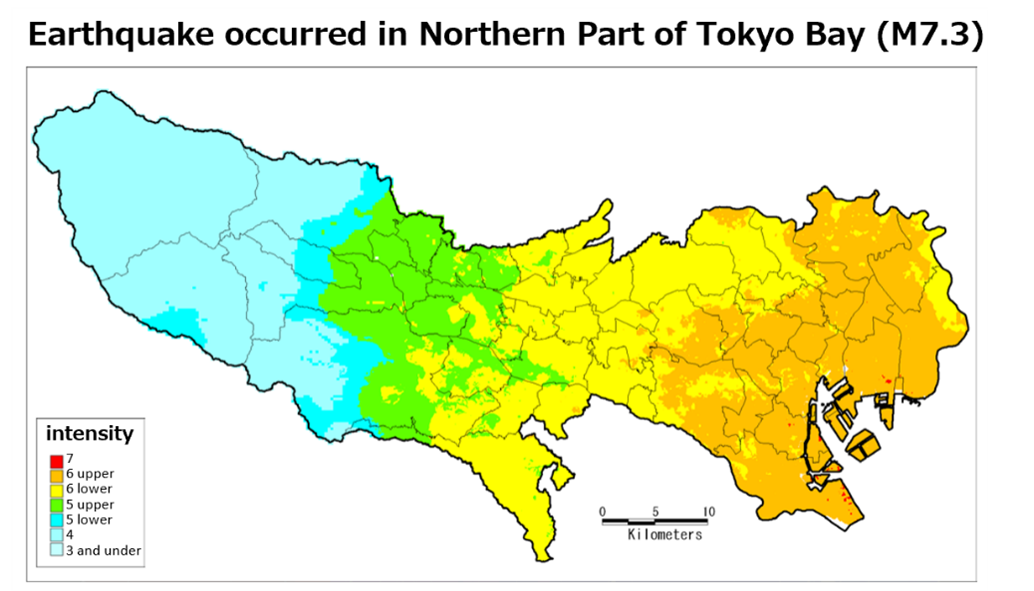 Earthquake occurred in Northern Part of Tokyo Bay (M7.3)
intensity
7
6 upper
6 lower
5 upper
5 lower
4
3 and under
0 5 10
Kilometers